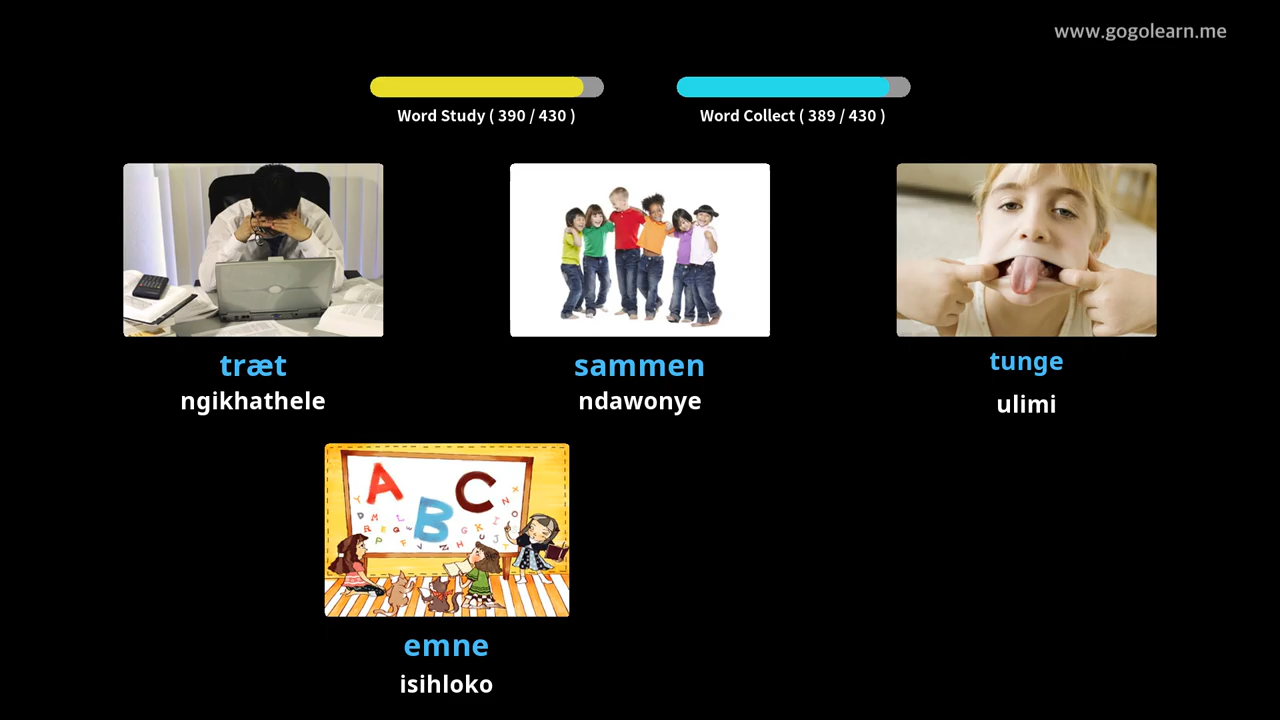 www.gogolearn.me
Word Study ( 390 / 430 )
Word Collect ( 389 / 430 )
træt
ngikhathele
sammen
ndawonye
tunge
ulimi
A B C
emne
isihloko